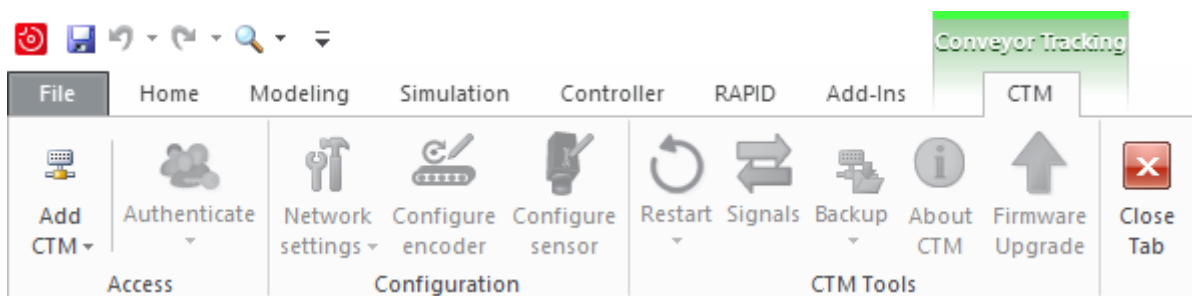 Conveyor Tracking
File Home Modeling Simulation Controller RAPID Add-Ins CTM
Add Authenticate Network Configure Configure Restart Signals Backup About Firmware Close
CTM settings encoder sensor CTM Upgrade Tab
Access Configuration CTM Tools